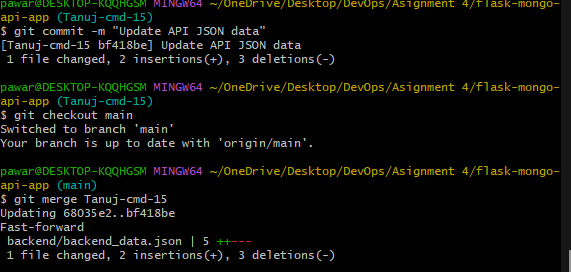 pawar@DESKTOP-KQQHGSM MINGW64 ~/OneDrive/Desktop/DevOps/Asignment 4/flask-mongo-
api-app (Tanuj-cmd-15)
$ git commit -m "Update API JSON data"
[Tanuj-cmd-15 bf418be] Update API JSON data
 1 file changed, 2 insertions(+), 3 deletions(-)

pawar@DESKTOP-KQQHGSM MINGW64 ~/OneDrive/Desktop/DevOps/Asignment 4/flask-mongo-
api-app (Tanuj-cmd-15)
$ git checkout main
Switched to branch 'main'
Your branch is up to date with 'origin/main'.

pawar@DESKTOP-KQQHGSM MINGW64 ~/OneDrive/Desktop/DevOps/Asignment 4/flask-mongo-
api-app (main)
$ git merge Tanuj-cmd-15
Updating 68035e2..bf418be
Fast-forward
 backend/backend_data.json | 5 ++---
 1 file changed, 2 insertions(+), 3 deletions(-)